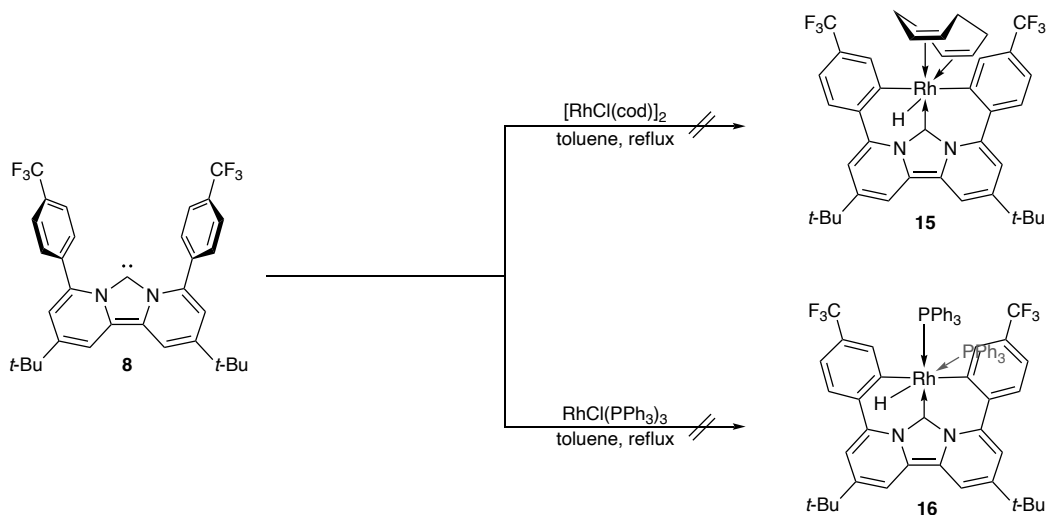 F₃C
CF₃
Rh
H
N
N
t-Bu
t-Bu
15
[RhCl(cod)]₂
toluene, reflux
F₃C
CF₃
N
N
t-Bu
t-Bu
8
RhCl(PPh₃)₃
toluene, reflux
F₃C
PPh₃
CF₃
PPh₃
Rh
H
N
N
t-Bu
t-Bu
16